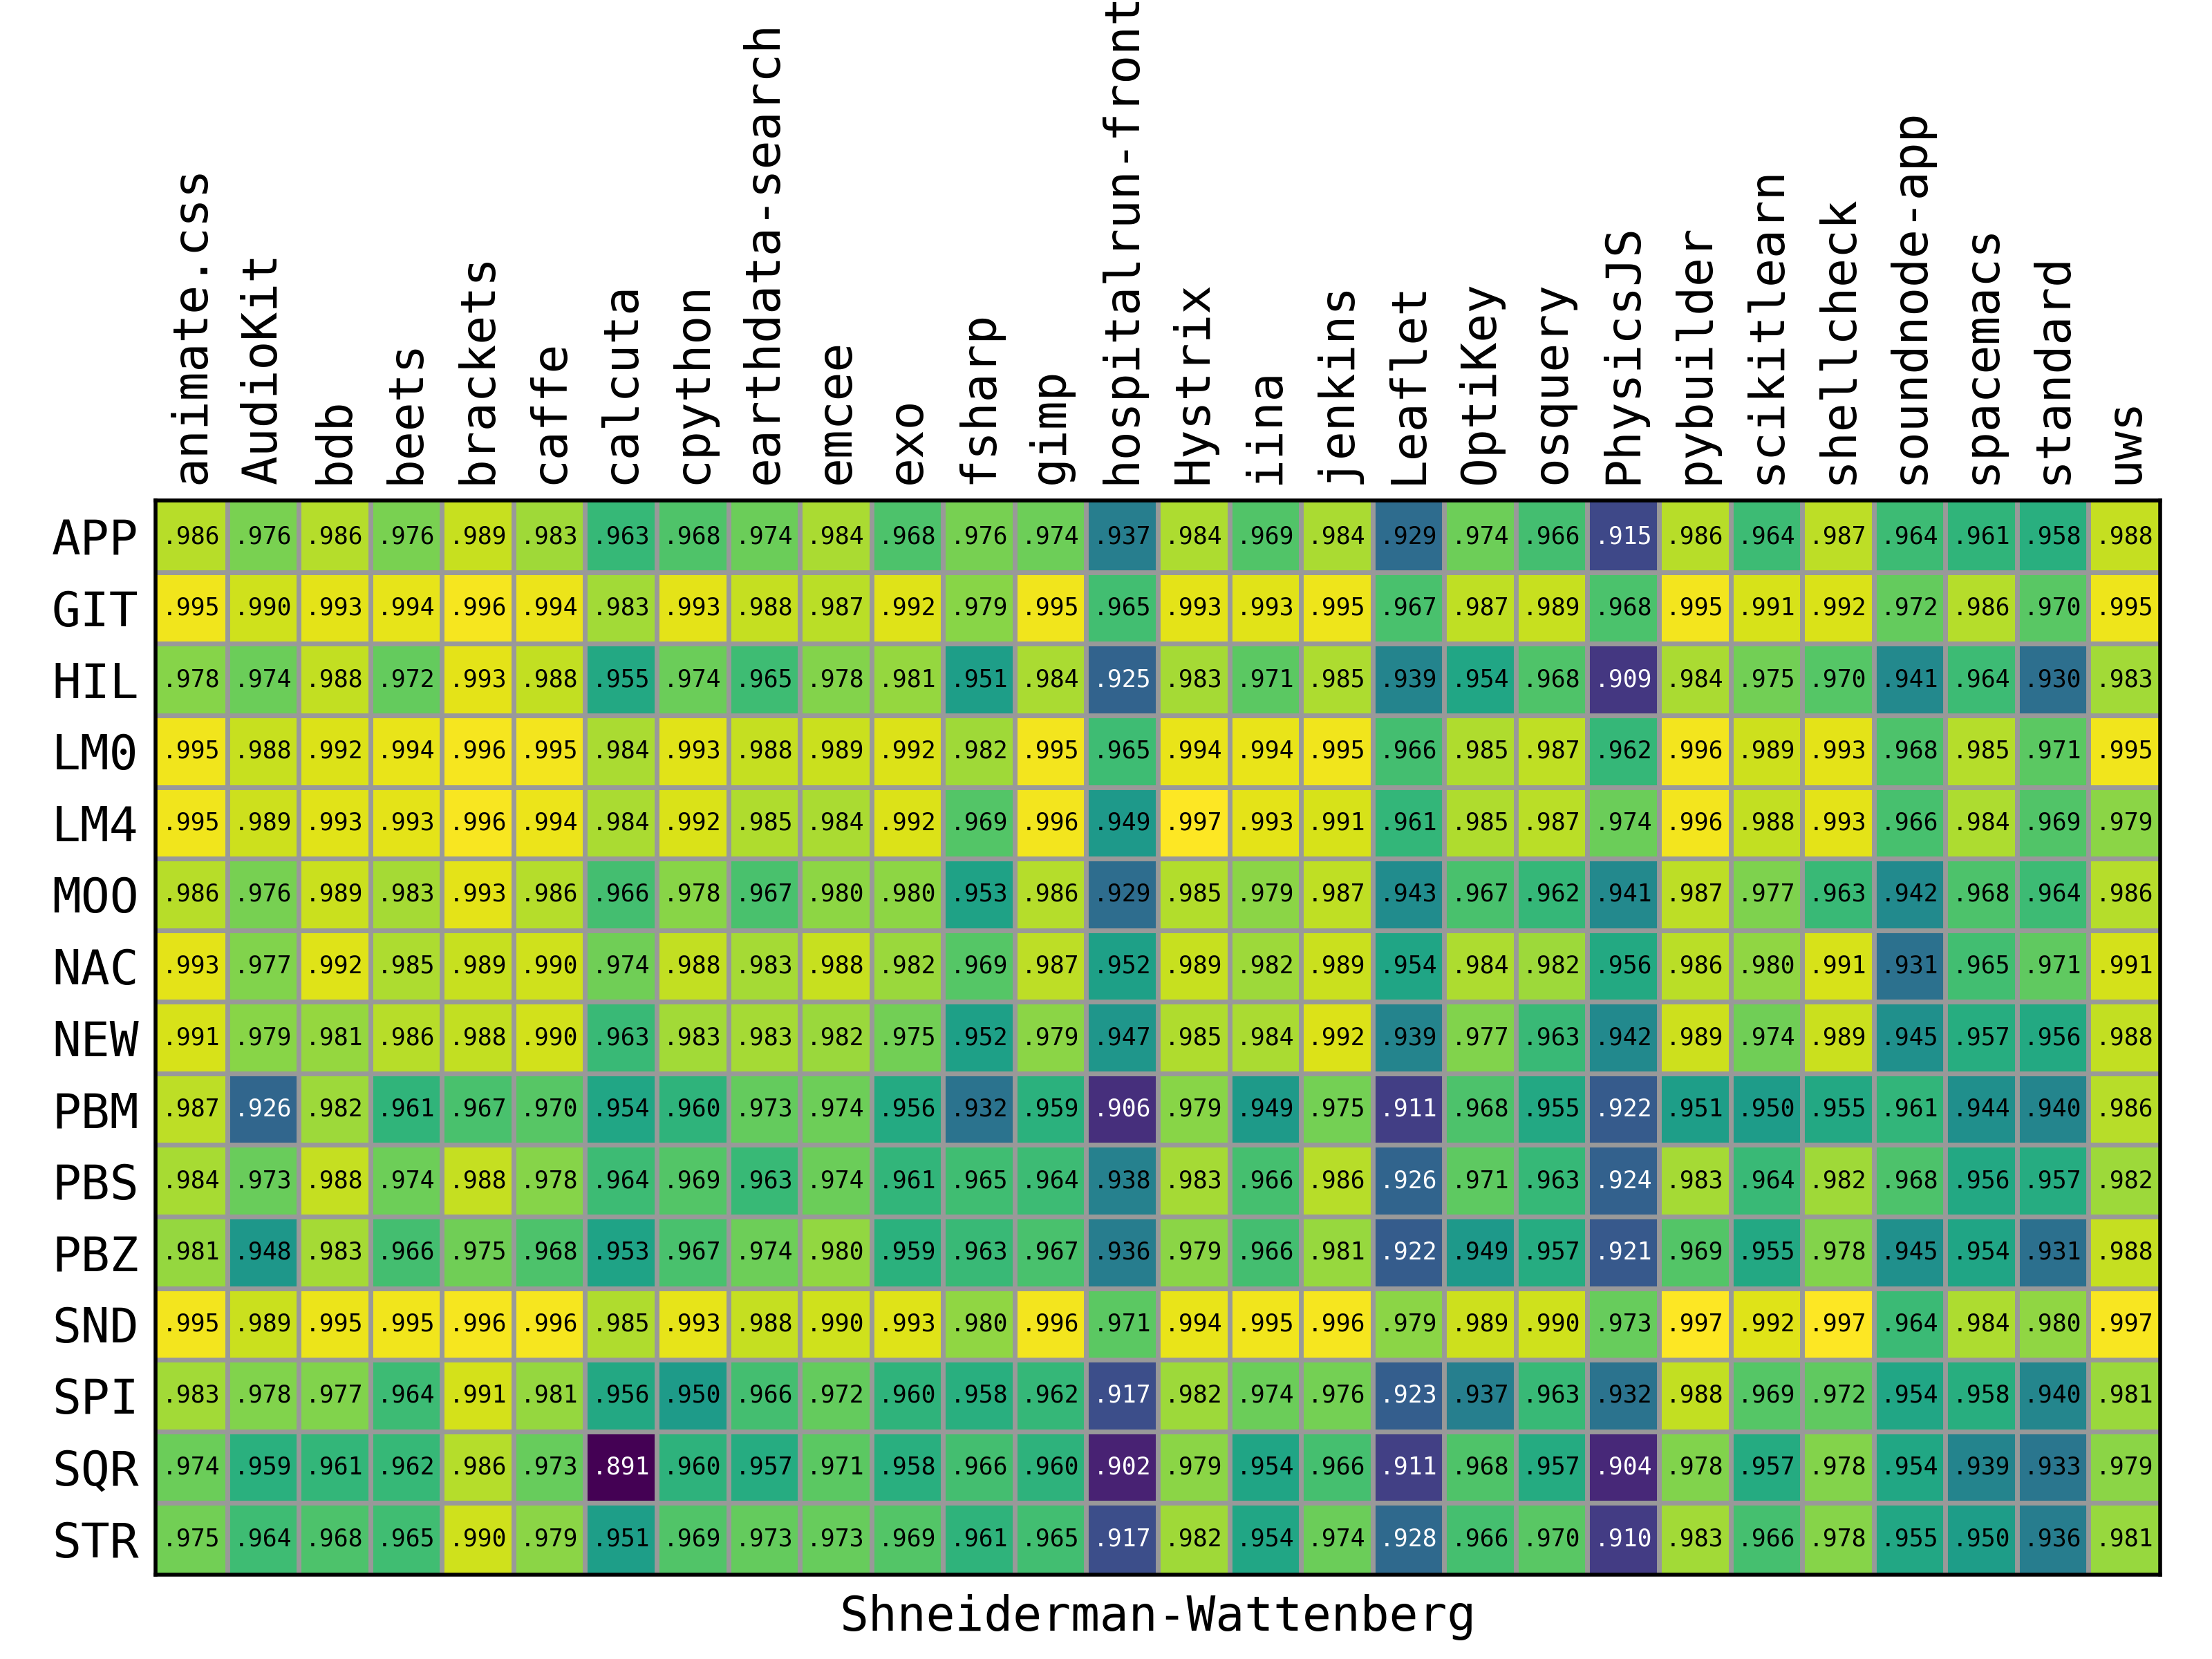 animate.css AudioKit bdb beets brackets caffe calcuta cpython earthdata-search emcee exo fsharp gimp hospitalrun-front Hystrix iina jenkins Leaflet OptiKey osquery PhysicsJS pybuilder scikitlearn shellcheck soundnode-app spacemacs standard uws
APP .986 .976 .986 .976 .989 .983 .963 .968 .974 .984 .968 .976 .974 .937 .984 .969 .984 .929 .974 .966 .915 .986 .964 .987 .964 .961 .958 .988
GIT .995 .990 .993 .994 .996 .994 .983 .993 .988 .987 .992 .979 .995 .965 .993 .993 .995 .967 .987 .989 .968 .995 .991 .992 .972 .986 .970 .995
HIL .978 .974 .988 .972 .993 .988 .955 .974 .965 .978 .981 .951 .984 .925 .983 .971 .985 .939 .954 .968 .909 .984 .975 .970 .941 .964 .930 .983
LM0 .995 .988 .992 .994 .996 .995 .984 .993 .988 .989 .992 .982 .995 .965 .994 .994 .995 .966 .985 .987 .962 .996 .989 .993 .968 .985 .971 .995
LM4 .995 .989 .993 .993 .996 .994 .984 .992 .985 .984 .992 .969 .996 .949 .997 .993 .991 .961 .985 .987 .974 .996 .988 .993 .966 .984 .969 .979
MOO .986 .976 .989 .983 .993 .986 .966 .978 .967 .980 .980 .953 .986 .929 .985 .979 .987 .943 .967 .962 .941 .987 .977 .963 .942 .968 .964 .986
NAC .993 .977 .992 .985 .989 .990 .974 .988 .983 .988 .982 .969 .987 .952 .989 .982 .989 .954 .984 .982 .956 .986 .980 .991 .931 .965 .971 .991
NEW .991 .979 .981 .986 .988 .990 .963 .983 .983 .982 .975 .952 .979 .947 .985 .984 .992 .939 .977 .963 .942 .989 .974 .989 .945 .957 .956 .988
PBM .987 .926 .982 .961 .967 .970 .954 .960 .973 .974 .956 .932 .959 .906 .979 .949 .975 .911 .968 .955 .922 .951 .950 .955 .961 .944 .940 .986
PBS .984 .973 .988 .974 .988 .978 .964 .969 .963 .974 .961 .965 .964 .938 .983 .966 .986 .926 .971 .963 .924 .983 .964 .982 .968 .956 .957 .982
PBZ .981 .948 .983 .966 .975 .968 .953 .967 .974 .980 .959 .963 .967 .936 .979 .966 .981 .922 .949 .957 .921 .969 .955 .978 .945 .954 .931 .988
SND .995 .989 .995 .995 .996 .996 .985 .993 .988 .990 .993 .980 .996 .971 .994 .995 .996 .979 .989 .990 .973 .997 .992 .997 .964 .984 .980 .997
SPI .983 .978 .977 .964 .991 .981 .956 .950 .966 .972 .960 .958 .962 .917 .982 .974 .976 .923 .937 .963 .932 .988 .969 .972 .954 .958 .940 .981
SQR .974 .959 .961 .962 .986 .973 .891 .960 .957 .971 .958 .966 .960 .902 .979 .954 .966 .911 .968 .957 .904 .978 .957 .978 .954 .939 .933 .979
STR .975 .964 .968 .965 .990 .979 .951 .969 .973 .973 .969 .961 .965 .917 .982 .954 .974 .928 .966 .970 .910 .983 .966 .978 .955 .950 .936 .981
Shneiderman-Wattenberg